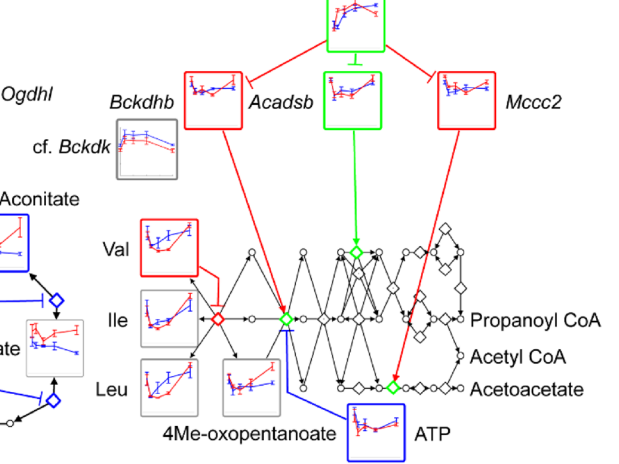 Ogdhl
Bckdhb
Acadsb
Mccc2
cf. Bckdk
Aconitate
Val
Ile
Propanoyl CoA
ate
Acetyl CoA
Leu
Acetoacetate
4Me-oxopentanoate
ATP